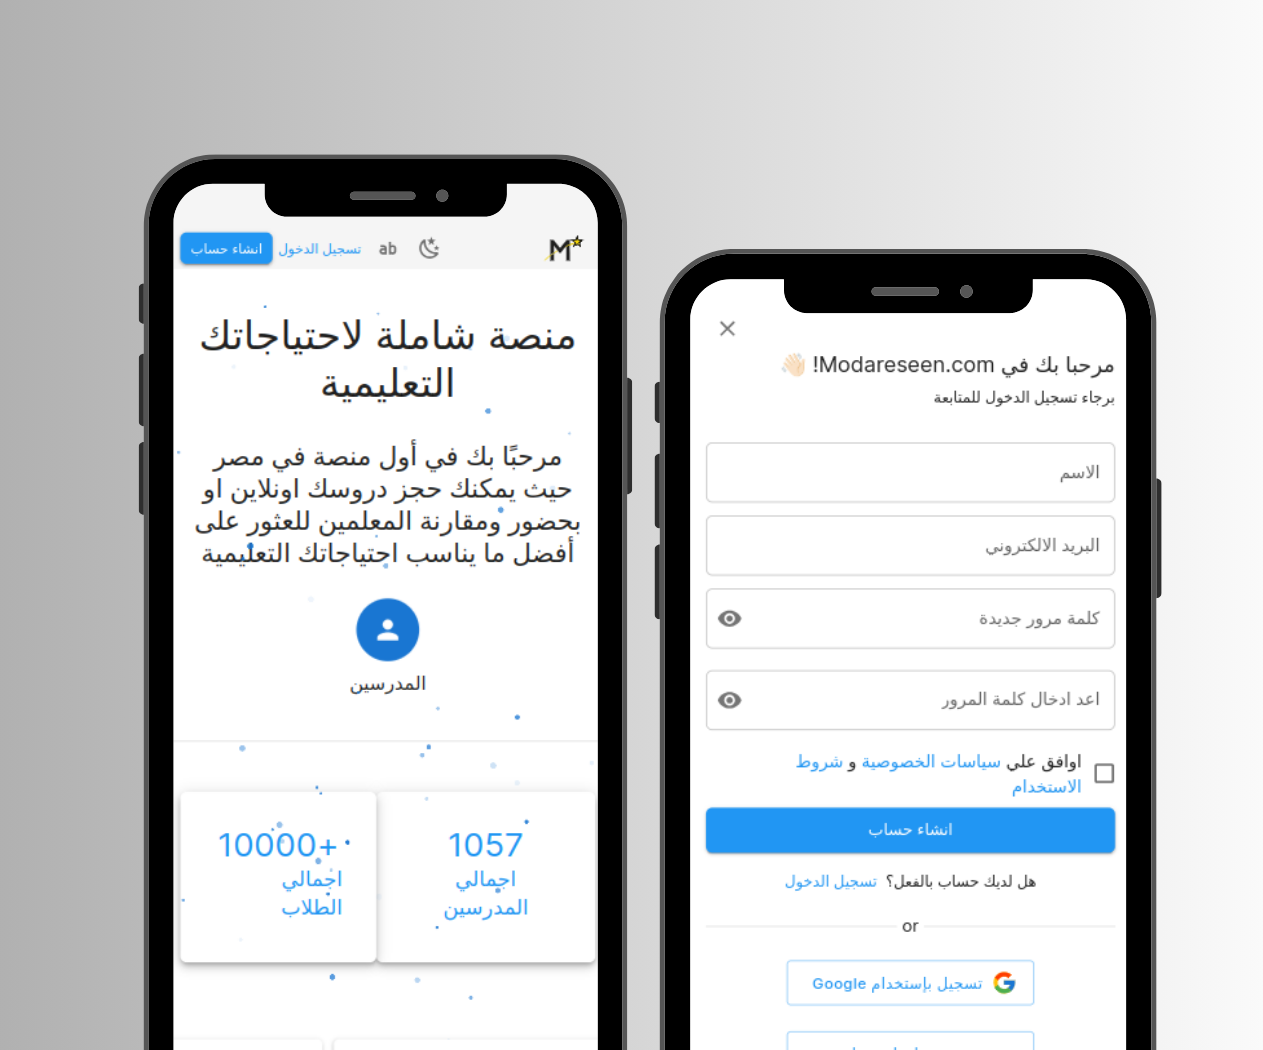 M
ab
تسجيل الدخول
انشاء حساب
منصة شاملة لاحتياجاتك
التعليمية
مرحبًا بك في أول منصة في مصر
حيث يمكنك حجز دروسك اونلاين او
بحضور ومقارنة المعلمين للعثور على
أفضل ما يناسب احتياجاتك التعليمية
المدرسين
1057
اجمالي
المدرسين
10000+
اجمالي
الطلاب
مرحبا بك في Modareseen.com! 👋🏻
برجاء تسجيل الدخول للمتابعة
الاسم
البريد الالكتروني
كلمة مرور جديدة
اعد ادخال كلمة المرور
اوافق علي سياسات الخصوصية و شروط
الاستخدام
انشاء حساب
هل لديك حساب بالفعل؟ تسجيل الدخول
or
تسجيل بإستخدام Google